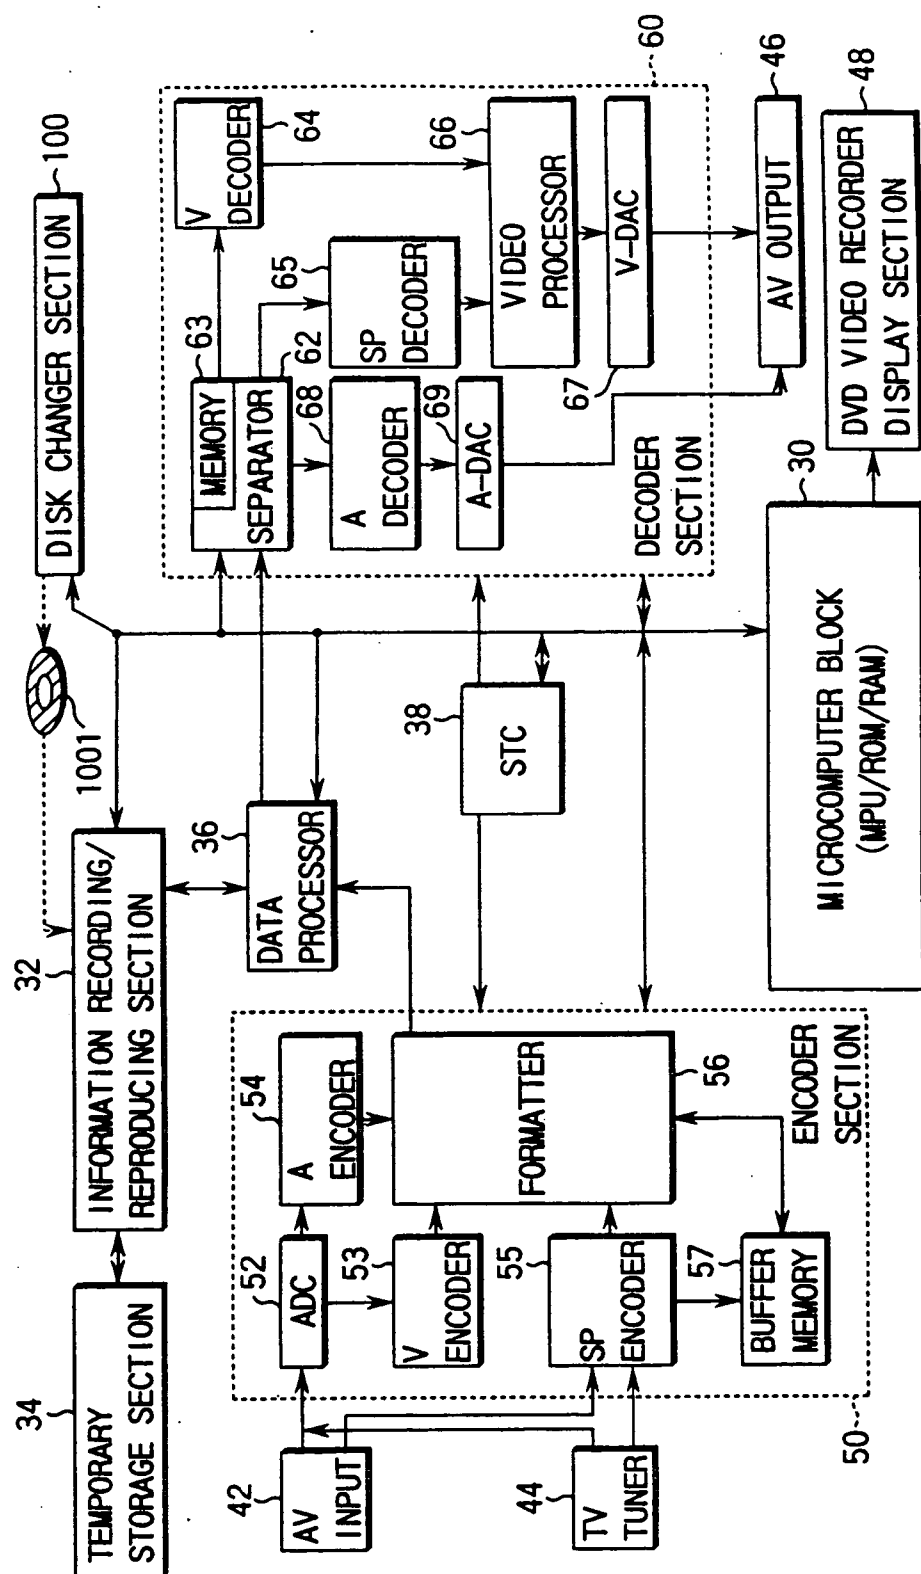 34
TEMPORARY
STORAGE SECTION
32
INFORMATION RECORDING/
REPRODUCING SECTION
1001
DISK CHANGER SECTION
100
36
DATA
PROCESSOR
38
STC
42
AV
INPUT
44
TV
TUNER
50
52
ADC
54
A
ENCODER
53
V
ENCODER
55
SP
ENCODER
57
BUFFER
MEMORY
FORMATTER
56
ENCODER
SECTION
63
MEMORY
SEPARATOR
62
V
DECODER
64
65
SP
DECODER
68
A
DECODER
69
A-DAC
VIDEO
PROCESSOR
66
V-DAC
67
DECODER
SECTION
60
AV OUTPUT
46
MICROCOMPUTER BLOCK
(MPU/ROM/RAM)
30
DVD VIDEO RECORDER
DISPLAY SECTION
48